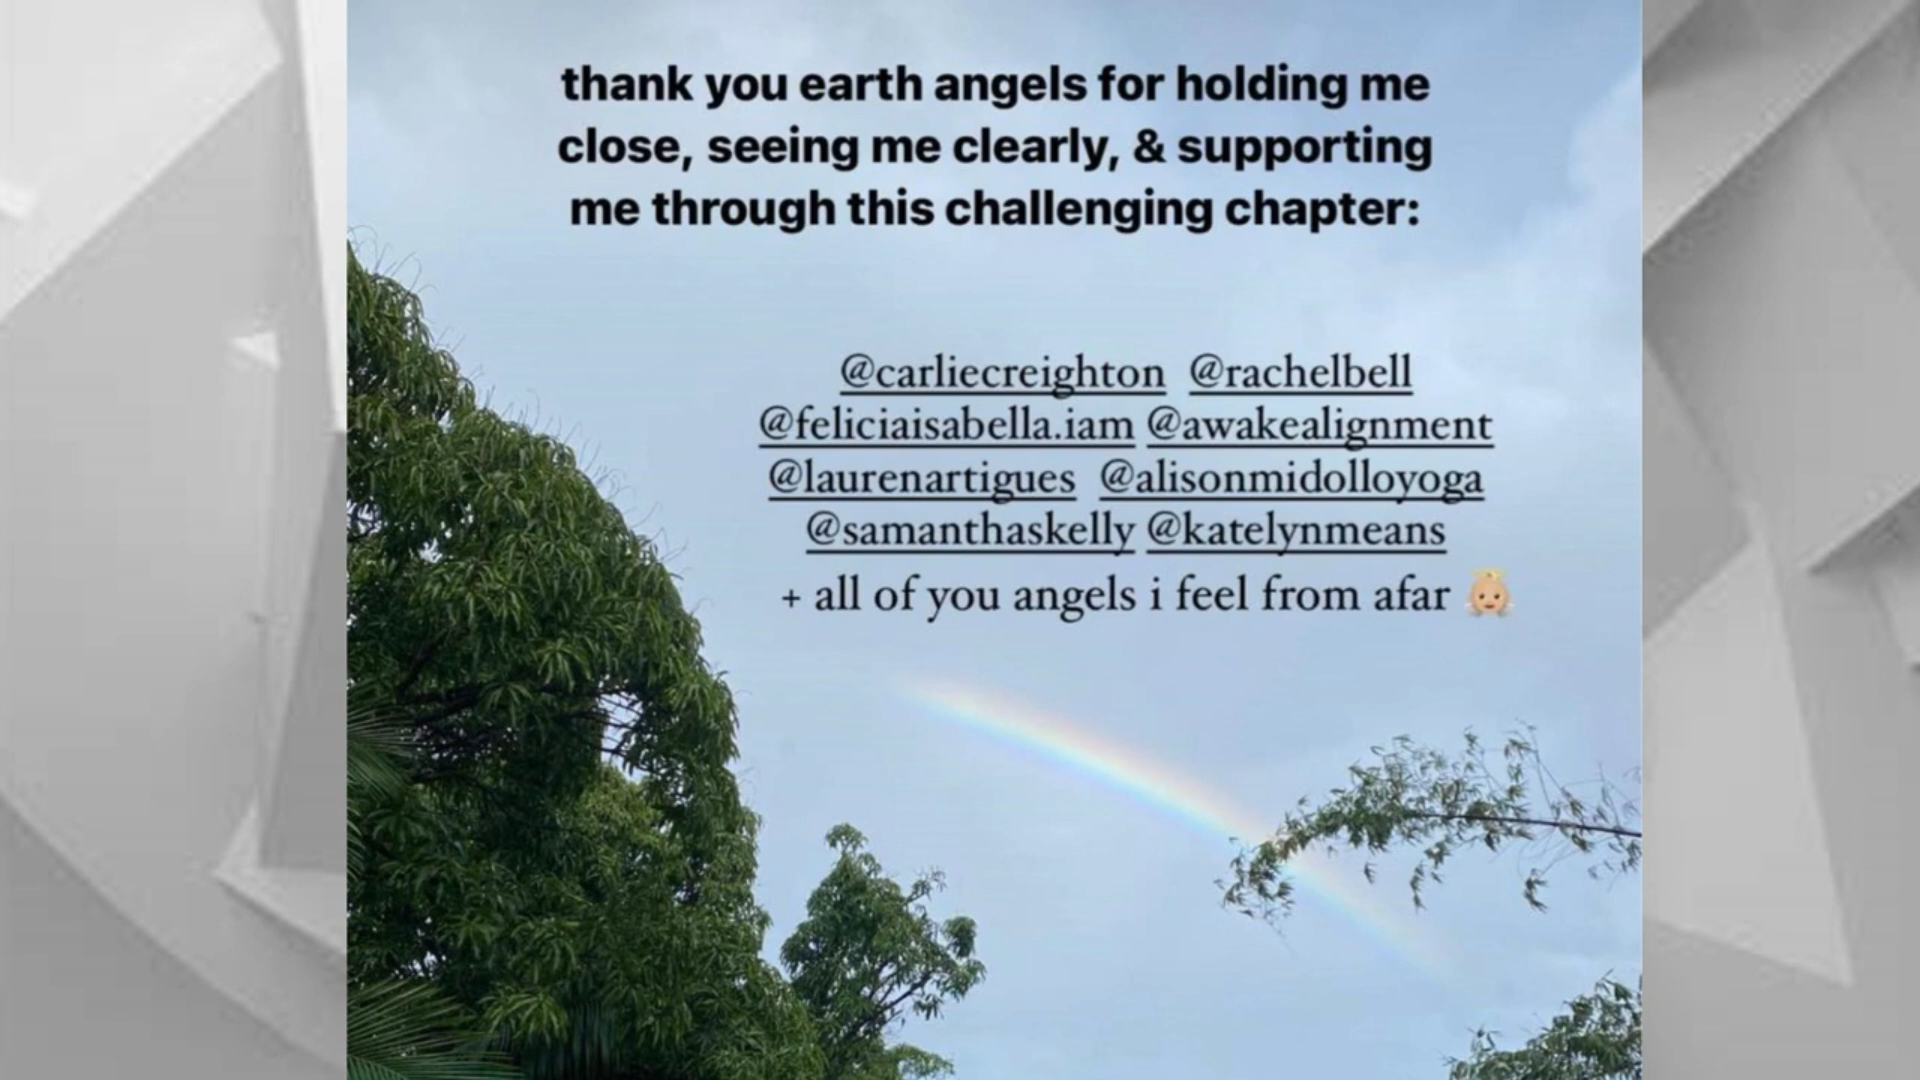 thank you earth angels for holding me
close, seeing me clearly, & supporting
me through this challenging chapter:
@carliecreighton @rachelbell
@feliciaisabella.iam @awakealignment
@laurenartigues @alisonmidolloyoga
@samanthaskelly @katelynmeans
+ all of you angels i feel from afar 👼🏼